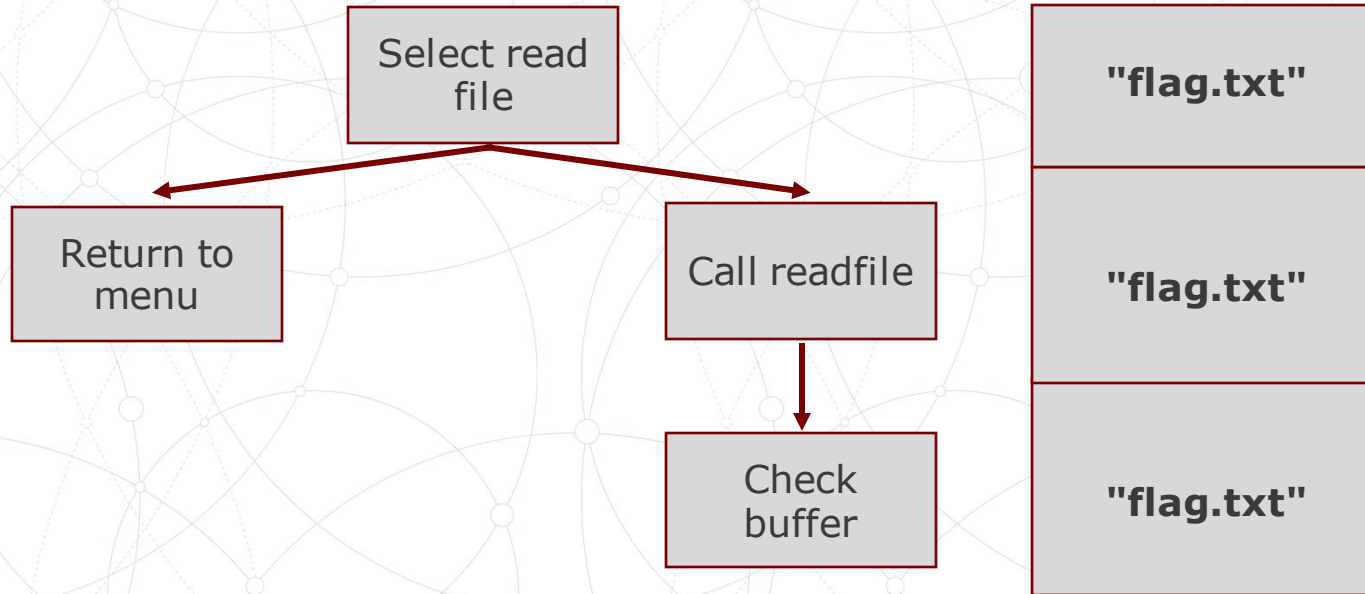 Select read
file
"flag.txt"
Return to
menu
Call readfile
"flag.txt"
Check
buffer
"flag.txt"